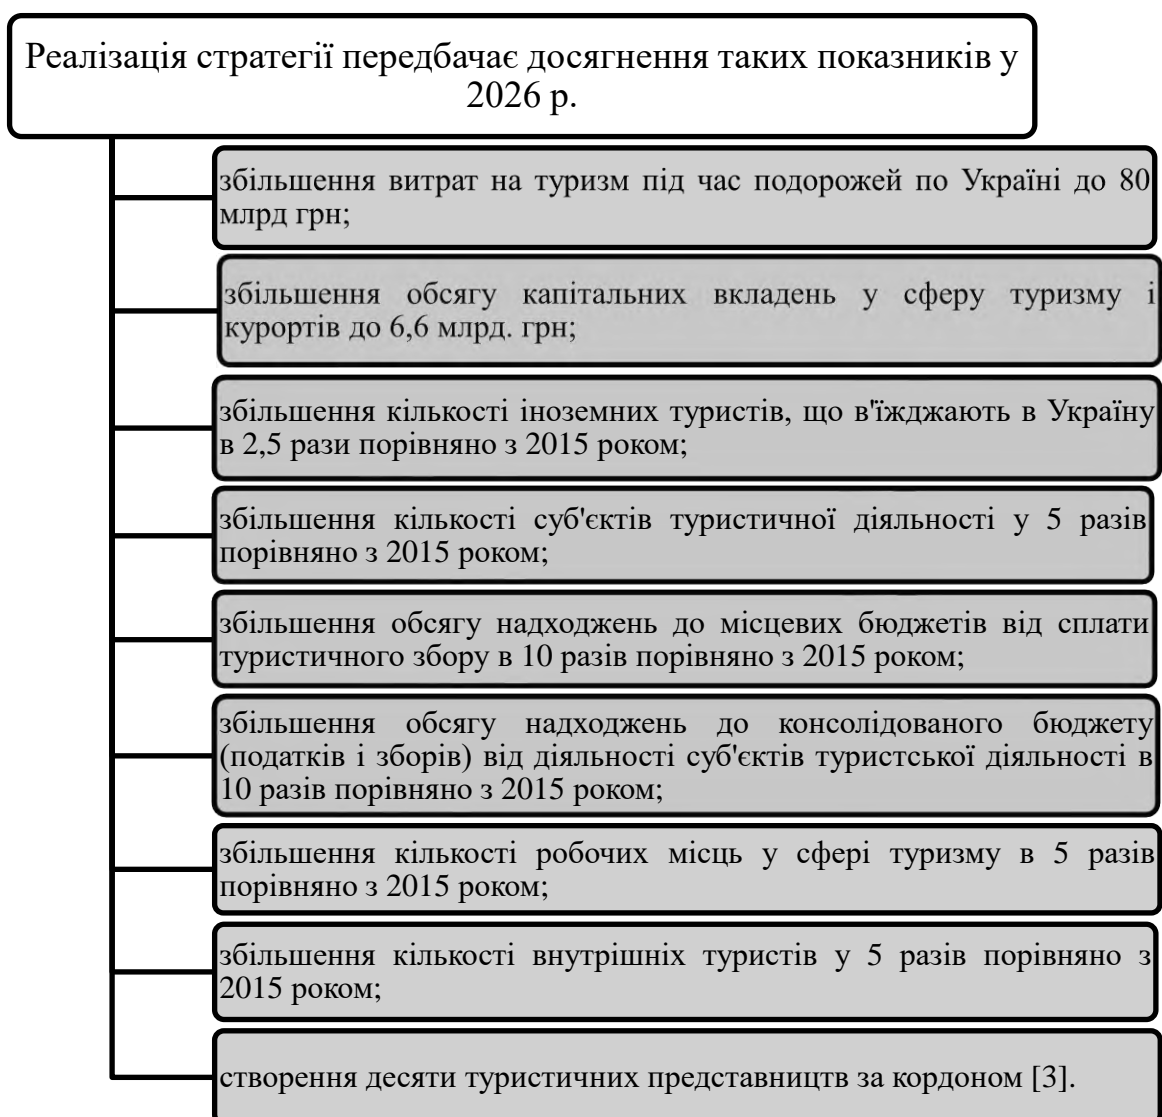 Реалізація стратегії передбачає досягнення таких показників у
2026 р.
збільшення витрат на туризм під час подорожей по Україні до 80
млрд грн;
збільшення обсягу капітальних вкладень у сферу туризму і
курортів до 6,6 млрд. грн;
збільшення кількості іноземних туристів, що в'їжджають в Україну
в 2,5 рази порівняно з 2015 роком;
збільшення кількості суб'єктів туристичної діяльності у 5 разів
порівняно з 2015 роком;
збільшення обсягу надходжень до місцевих бюджетів від сплати
туристичного збору в 10 разів порівняно з 2015 роком;
збільшення обсягу надходжень до консолідованого бюджету
(податків і зборів) від діяльності суб'єктів туристської діяльності в
10 разів порівняно з 2015 роком;
збільшення кількості робочих місць у сфері туризму в 5 разів
порівняно з 2015 роком;
збільшення кількості внутрішніх туристів у 5 разів порівняно з
2015 роком;
створення десяти туристичних представництв за кордоном [3].